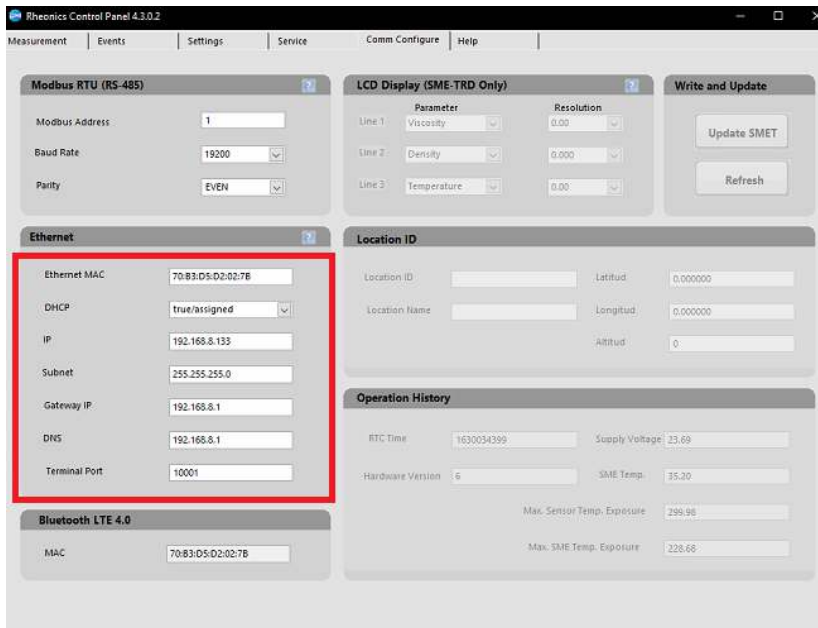 Rheonics Control Panel 4.3.0.2
Measurement Events Settings Service Comm Configure Help
Modbus RTU (RS-485)
Modbus Address 1
Baud Rate 19200
Parity EVEN
LCD Display (SME-TRD Only)
Parameter Resolution
Line 1 Viscosity 0.00
Line 2 Density 0.000
Line 3 Temperature 0.00
Write and Update
Update SMET
Refresh
Ethernet
Ethernet MAC 70:B3:D5:D2:02:7B
DHCP true/assigned
IP 192.168.8.133
Subnet 255.255.255.0
Gateway IP 192.168.8.1
DNS 192.168.8.1
Terminal Port 10001
Location ID
Location ID Latitud 0.000000
Location Name Longitud 0.000000
Altitud 0
Operation History
RTC Time 1630034399 Supply Voltage 23.69
Hardware Version 6 SME Temp. 35.20
Max. Sensor Temp. Exposure 299.98
Max. SME Temp. Exposure 228.68
Bluetooth LTE 4.0
MAC 70:B3:D5:D2:02:7B